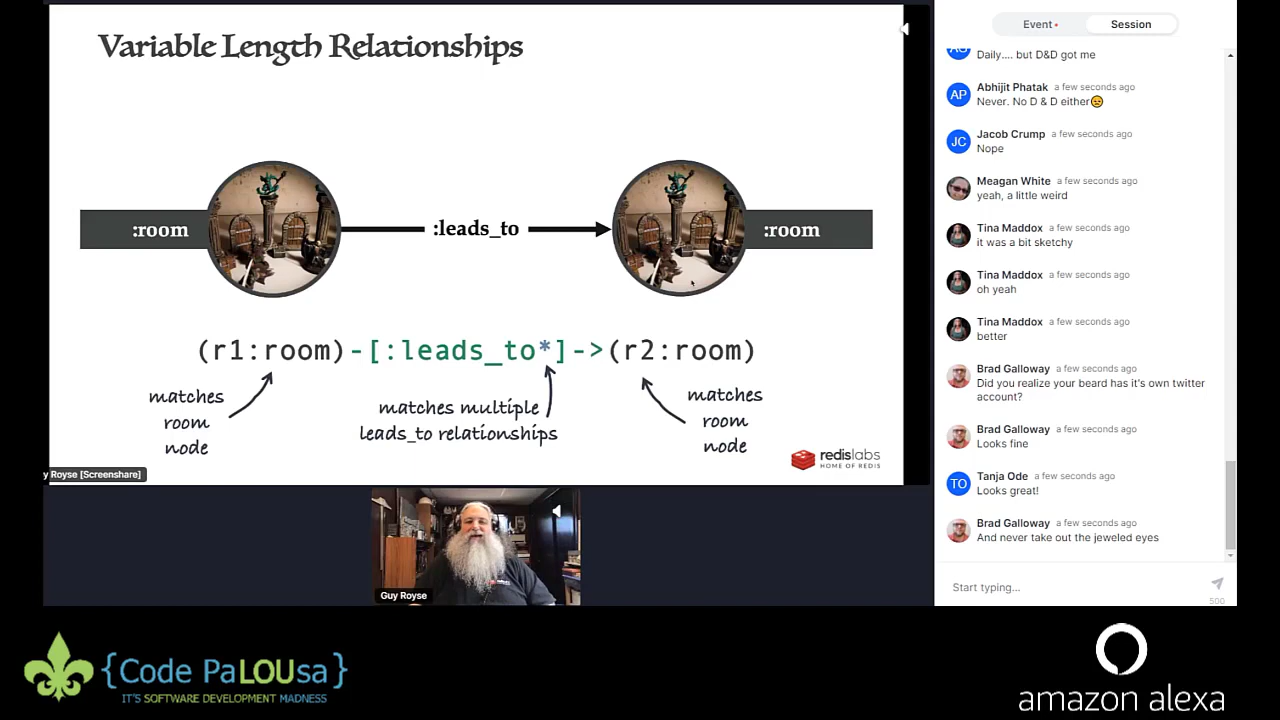 Variable Length Relationships
:room
:leads_to
:room
(r1:room)-[:leads_to*]->(r2:room)
matches
room
node
matches multiple
leads_to relationships
matches
room
node
redislabs
HOME OF REDIS
y Royse [Screenshare]
Guy Royse
Event
Session
Daily.... but D&D got me
AP
Abhijit Phatak a few seconds ago
Never. No D & D either😣
JC
Jacob Crump a few seconds ago
Nope
Meagan White a few seconds ago
yeah, a little weird
Tina Maddox a few seconds ago
it was a bit sketchy
Tina Maddox a few seconds ago
oh yeah
Tina Maddox a few seconds ago
better
Brad Galloway a few seconds ago
Did you realize your beard has it's own twitter
account?
Brad Galloway a few seconds ago
Looks fine
TO
Tanja Ode a few seconds ago
Looks great!
Brad Galloway a few seconds ago
And never take out the jeweled eyes
Start typing...
500
{Code PaLOUsa}
IT'S SOFTWARE DEVELOPMENT MADNESS
amazon alexa